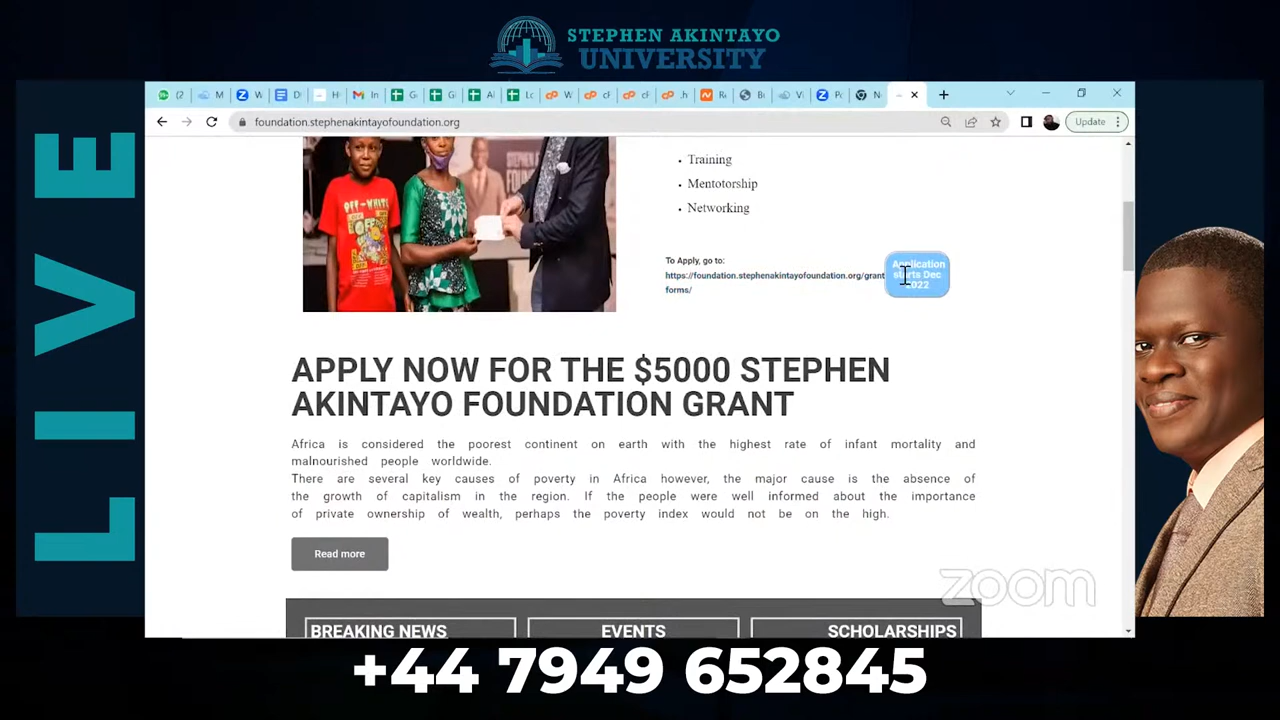 STEPHEN AKINTAYO
UNIVERSITY
LIVE
foundation.stephenakintayofoundation.org
Update
• Training
• Mentotorship
• Networking
To Apply, go to:
https://foundation.stephenakintayofoundation.org/grant
forms/
Application
starts Dec
2022
APPLY NOW FOR THE $5000 STEPHEN
AKINTAYO FOUNDATION GRANT
Africa is considered the poorest continent on earth with the highest rate of infant mortality and
malnourished people worldwide.
There are several key causes of poverty in Africa however, the major cause is the absence of
the growth of capitalism in the region. If the people were well informed about the importance
of private ownership of wealth, perhaps the poverty index would not be on the high.
Read more
zoom
BREAKING NEWS
EVENTS
SCHOLARSHIPS
+44 7949 652845